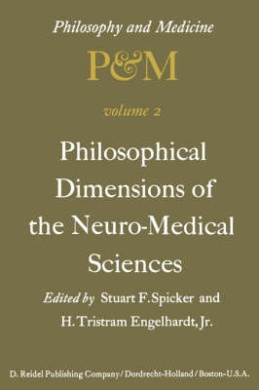 Philosophy and Medicine
P&M
volume 2
Philosophical
Dimensions of
the Neuro-Medical
Sciences
Edited by Stuart F. Spicker and
H. Tristram Engelhardt, Jr.
D. Reidel Publishing Company / Dordrecht-Holland / Boston-U.S.A.